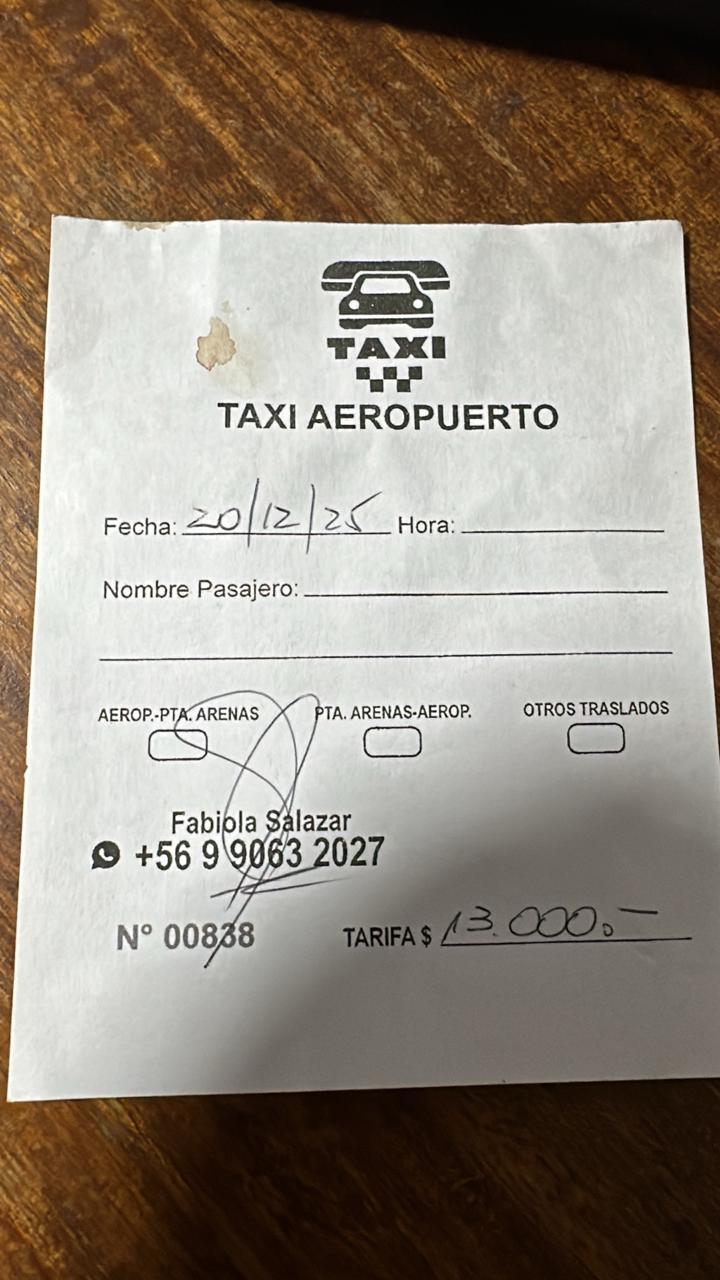 TAXI
TAXI AEROPUERTO
Fecha: 20/12/25 Hora:
Nombre Pasajero:
AEROP.-PTA. ARENAS PTA. ARENAS-AEROP. OTROS TRASLADOS
Fabiola Salazar
+56 9 9063 2027
N° 00838 TARIFA $ 13.000.-